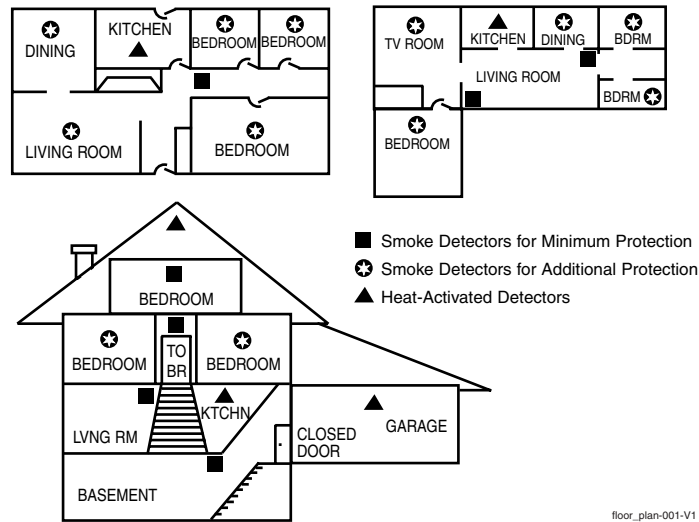 KITCHEN
DINING
BEDROOM
BEDROOM
LIVING ROOM
BEDROOM
TV ROOM
KITCHEN
DINING
BDRM
LIVING ROOM
BDRM
BEDROOM
Smoke Detectors for Minimum Protection
Smoke Detectors for Additional Protection
Heat-Activated Detectors
BEDROOM
BEDROOM
TO
BR
BEDROOM
LVNG RM
KTCHN
CLOSED
DOOR
GARAGE
BASEMENT
floor_plan-001-V1